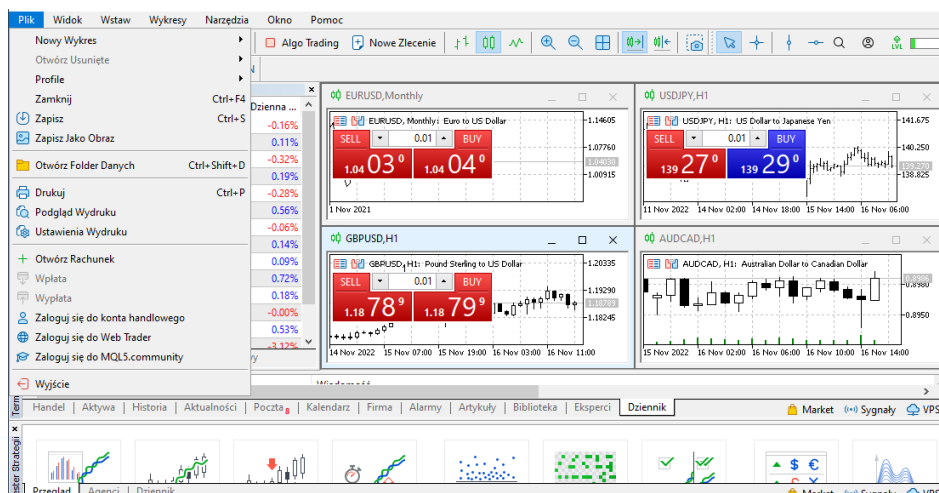 Plik Widok Wstaw Wykresy Narzędzia Okno Pomoc
Nowy Wykres
Otwórz Usunięte
Profile
Zamknij Ctrl+F4
Zapisz Ctrl+S
Zapisz Jako Obraz
Otwórz Folder Danych Ctrl+Shift+D
Drukuj Ctrl+P
Podgląd Wydruku
Ustawienia Wydruku
Otwórz Rachunek
Wpłata
Wypłata
Zaloguj się do konta handlowego
Zaloguj się do Web Trader
Zaloguj się do MQL5.community
Wyjście
Algo Trading Nowe Zlecenie LVL
Dzienna ...
-0.16%
0.11%
-0.32%
0.19%
-0.28%
0.56%
-0.06%
0.14%
0.09%
0.72%
0.18%
-0.00%
0.53%
-3.12%
EURUSD,Monthly
EURUSD, Monthly: Euro to US Dollar
SELL 0.01 BUY
1.04 03 0 1.04 04 0
1.14605
1.07760
1.04030
1.00915
1 Nov 2021
USDJPY,H1
USDJPY, H1: US Dollar to Japanese Yen
SELL 0.01 BUY
139 27 0 139 29 0
141.675
140.250
139.270
138.825
11 Nov 2022 14 Nov 02:00 14 Nov 18:00 15 Nov 14:00 16 Nov 06:00
GBPUSD,H1
GBPUSD, H1: Pound Sterling to US Dollar
SELL 0.01 BUY
1.18 78 9 1.18 79 9
1.20335
1.19290
1.18789
1.18245
14 Nov 2022 15 Nov 07:00 15 Nov 19:00 16 Nov 03:00 16 Nov 11:00
AUDCAD,H1
AUDCAD, H1: Australian Dollar to Canadian Dollar
0.8986
0.8980
0.8950
15 Nov 2022 16 Nov 02:00 16 Nov 06:00 16 Nov 10:00 16 Nov 14:00
Wiadomość
Handel Aktywa Historia Aktualności Poczta 8 Kalendarz Firma Alarmy Artykuły Biblioteka Eksperci Dziennik Market Sygnały VPS
Przegląd Agenci Dziennik Market Sygnały VPS